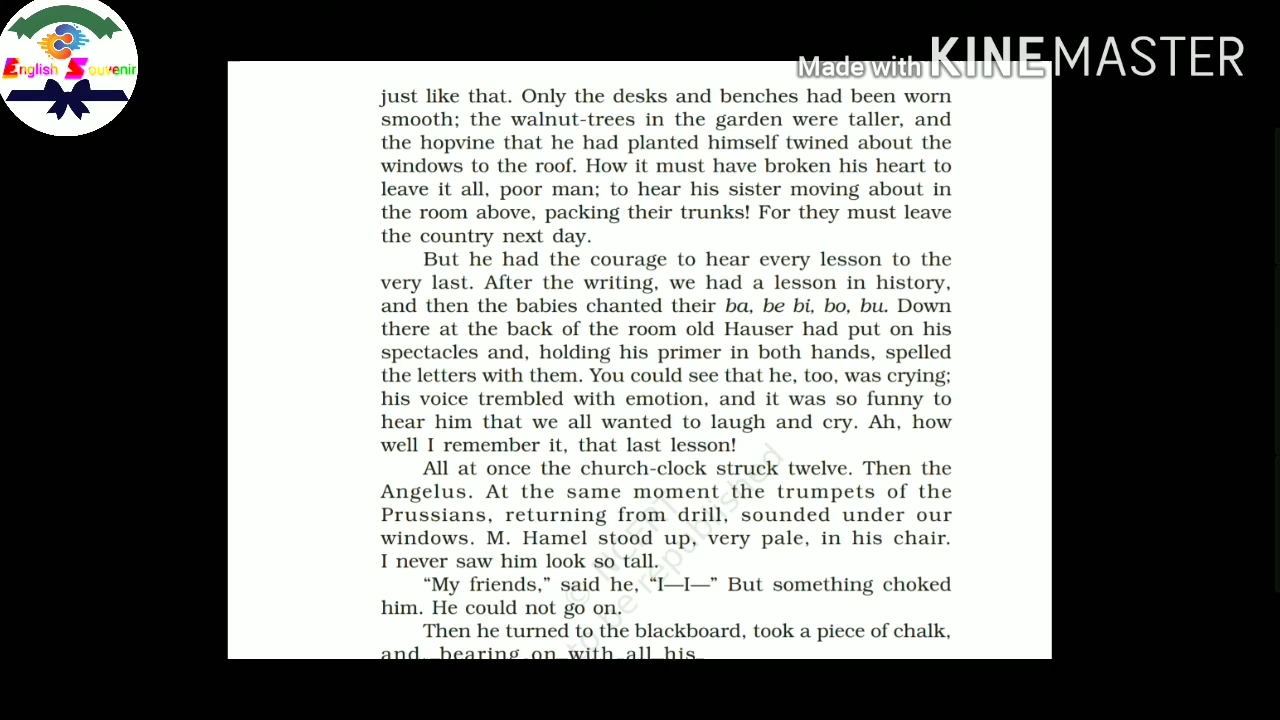 English Souvenir
Made with KINEMASTER
just like that. Only the desks and benches had been worn
smooth; the walnut-trees in the garden were taller, and
the hopvine that he had planted himself twined about the
windows to the roof. How it must have broken his heart to
leave it all, poor man; to hear his sister moving about in
the room above, packing their trunks! For they must leave
the country next day.
But he had the courage to hear every lesson to the
very last. After the writing, we had a lesson in history,
and then the babies chanted their ba, be bi, bo, bu. Down
there at the back of the room old Hauser had put on his
spectacles and, holding his primer in both hands, spelled
the letters with them. You could see that he, too, was crying;
his voice trembled with emotion, and it was so funny to
hear him that we all wanted to laugh and cry. Ah, how
well I remember it, that last lesson!
All at once the church-clock struck twelve. Then the
Angelus. At the same moment the trumpets of the
Prussians, returning from drill, sounded under our
windows. M. Hamel stood up, very pale, in his chair.
I never saw him look so tall.
“My friends,” said he, “I—I—” But something choked
him. He could not go on.
Then he turned to the blackboard, took a piece of chalk,
and, bearing on with all his
© NCERT
to be republished